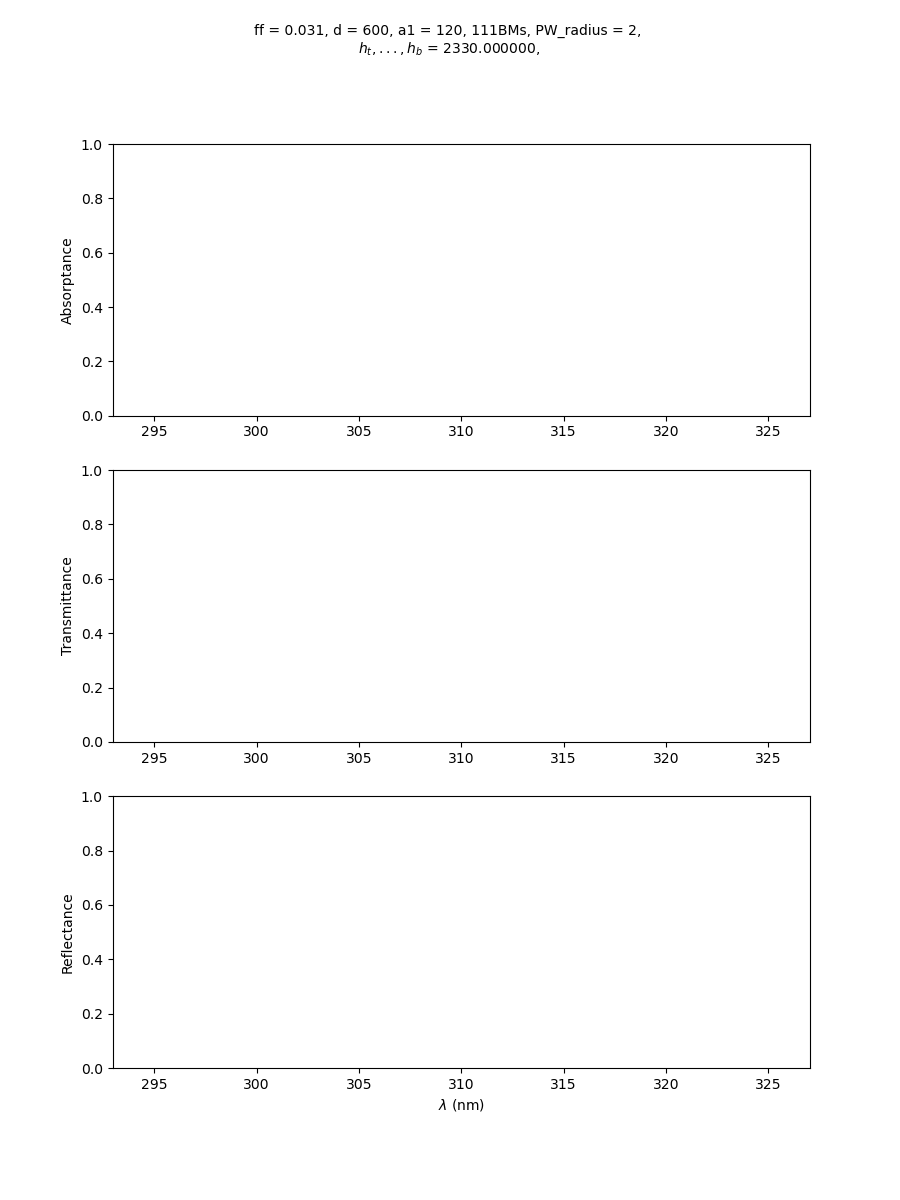 ff = 0.031, d = 600, a1 = 120, 111BMs, PW_radius = 2,
h_t, . . . , h_b = 2330.000000,
1.0
0.8
0.6
0.4
0.2
0.0
Absorptance
295 300 305 310 315 320 325
1.0
0.8
0.6
0.4
0.2
0.0
Transmittance
295 300 305 310 315 320 325
1.0
0.8
0.6
0.4
0.2
0.0
Reflectance
295 300 305 310 315 320 325
λ (nm)